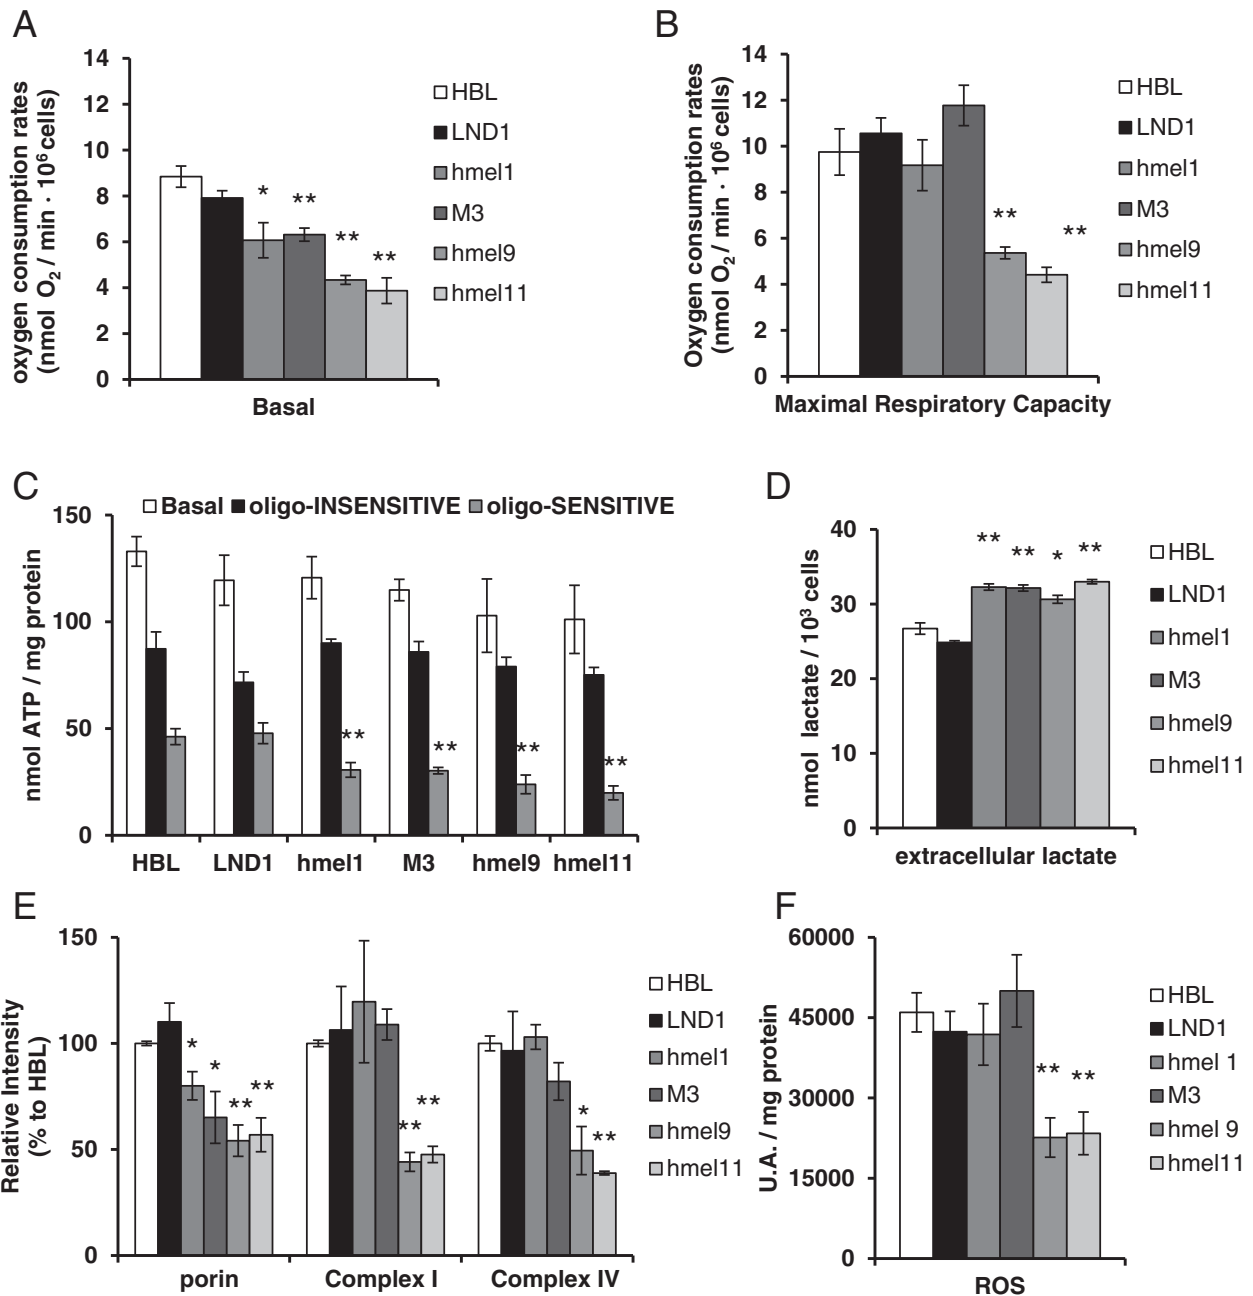 A
oxygen consumption rates
(nmol O2 / min · 10⁶ cells)
14
12
10
8
6
4
2
0
*
**
**
**
Basal
HBL
LND1
hmel1
M3
hmel9
hmel11
B
Oxygen consumption rates
(nmol O2 / min · 10⁶ cells)
14
12
10
8
6
4
2
0
**
**
Maximal Respiratory Capacity
HBL
LND1
hmel1
M3
hmel9
hmel11
C
nmol ATP / mg protein
Basal oligo-INSENSITIVE oligo-SENSITIVE
150
100
50
0
**
**
**
**
HBL LND1 hmel1 M3 hmel9 hmel11
D
nmol lactate / 10³ cells
40
30
20
10
0
**
**
*
**
extracellular lactate
HBL
LND1
hmel1
M3
hmel9
hmel11
E
Relative Intensity
(% to HBL)
150
100
50
0
*
*
**
**
**
**
*
**
porin Complex I Complex IV
HBL
LND1
hmel1
M3
hmel9
hmel11
F
U.A. / mg protein
60000
45000
30000
15000
0
**
**
ROS
HBL
LND1
hmel 1
M3
hmel 9
hmel11